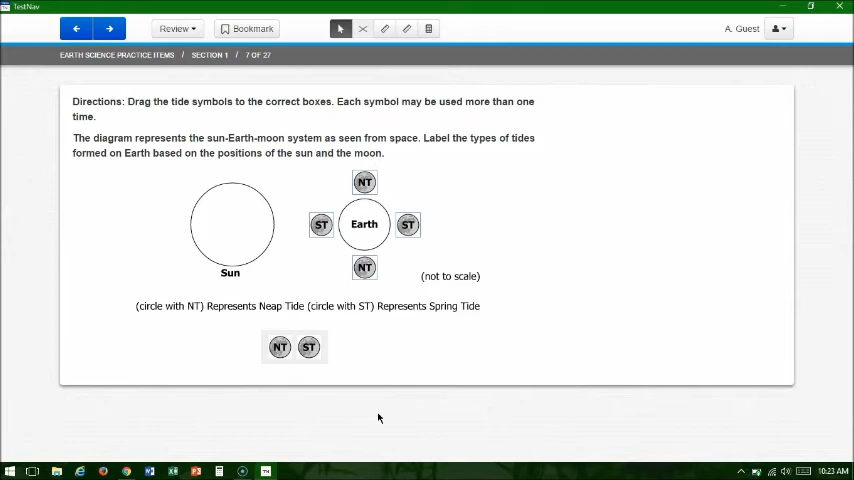 TestNav
Review
Bookmark
A. Guest
EARTH SCIENCE PRACTICE ITEMS / SECTION 1 / 7 OF 27
Directions: Drag the tide symbols to the correct boxes. Each symbol may be used more than one
time.
The diagram represents the sun-Earth-moon system as seen from space. Label the types of tides
formed on Earth based on the positions of the sun and the moon.
NT
ST Earth ST
NT
Sun
(not to scale)
(circle with NT) Represents Neap Tide (circle with ST) Represents Spring Tide
NT ST
10:23 AM